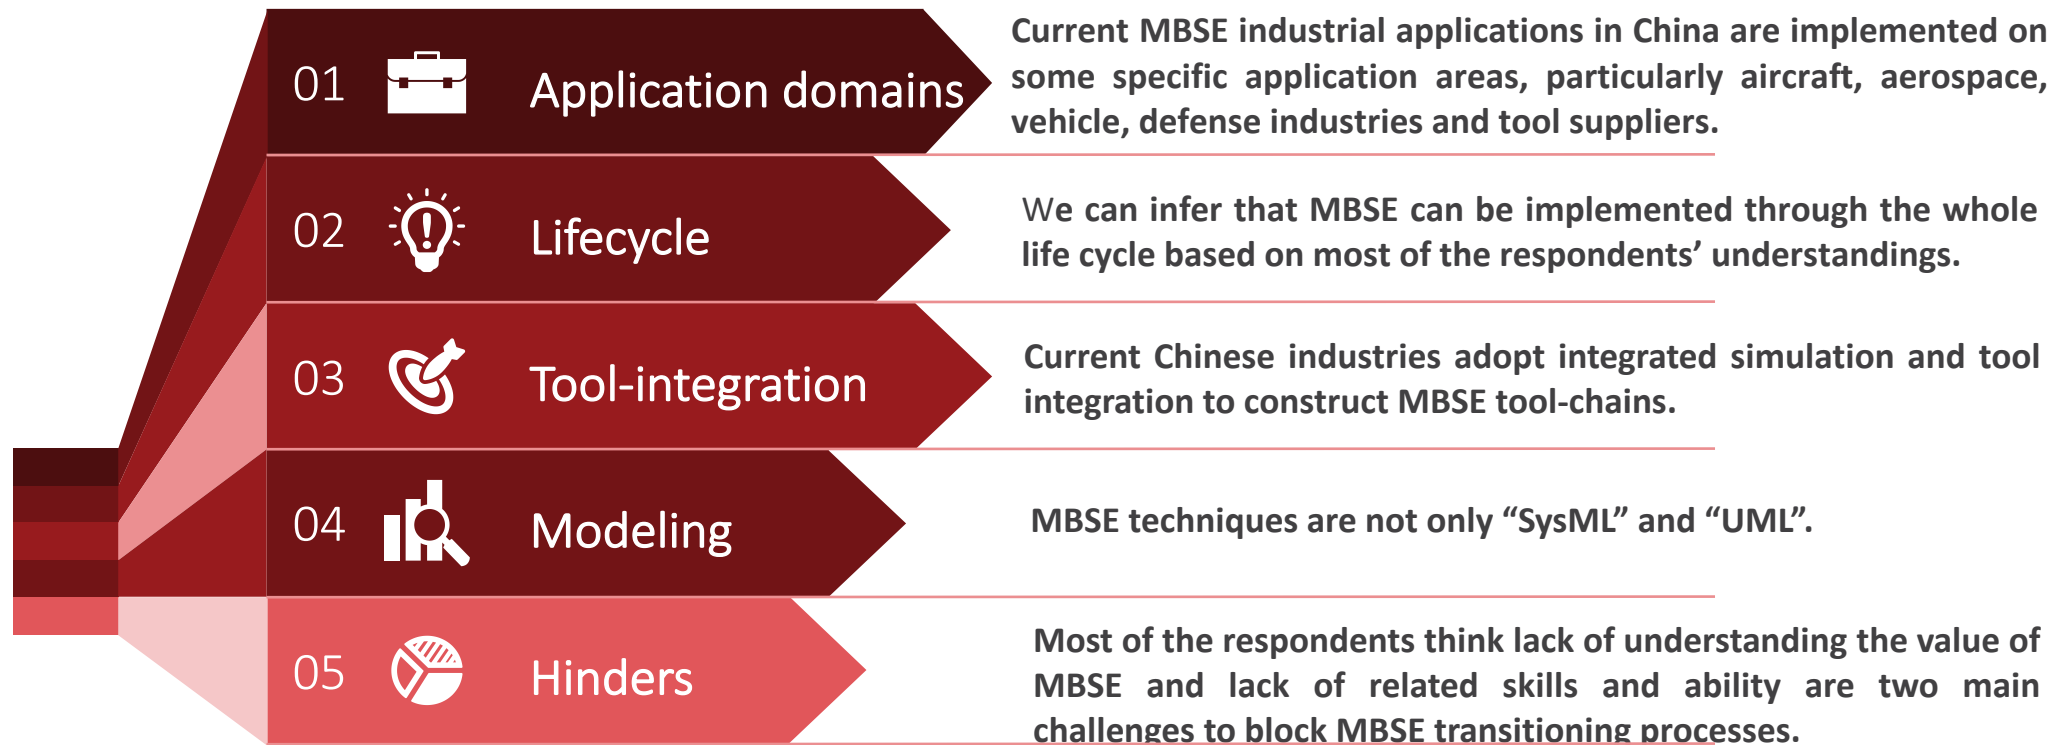 01 Application domains
Current MBSE industrial applications in China are implemented on
some specific application areas, particularly aircraft, aerospace,
vehicle, defense industries and tool suppliers.
02 Lifecycle
We can infer that MBSE can be implemented through the whole
life cycle based on most of the respondents’ understandings.
03 Tool-integration
Current Chinese industries adopt integrated simulation and tool
integration to construct MBSE tool-chains.
04 Modeling
MBSE techniques are not only “SysML” and “UML”.
05 Hinders
Most of the respondents think lack of understanding the value of
MBSE and lack of related skills and ability are two main
challenges to block MBSE transitioning processes.